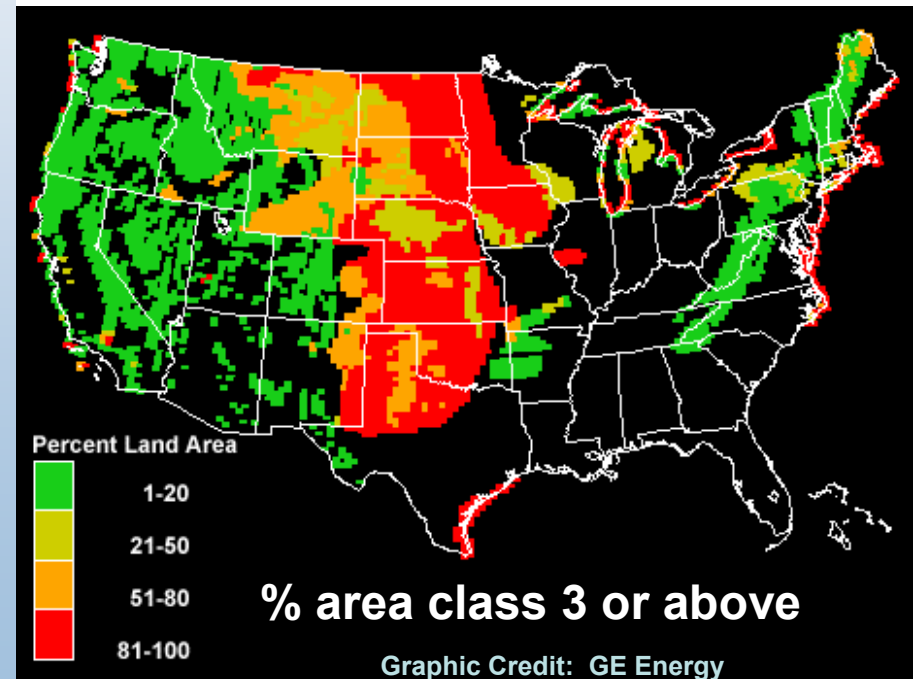 Percent Land Area
1-20
21-50
51-80
81-100
% area class 3 or above
Graphic Credit: GE Energy